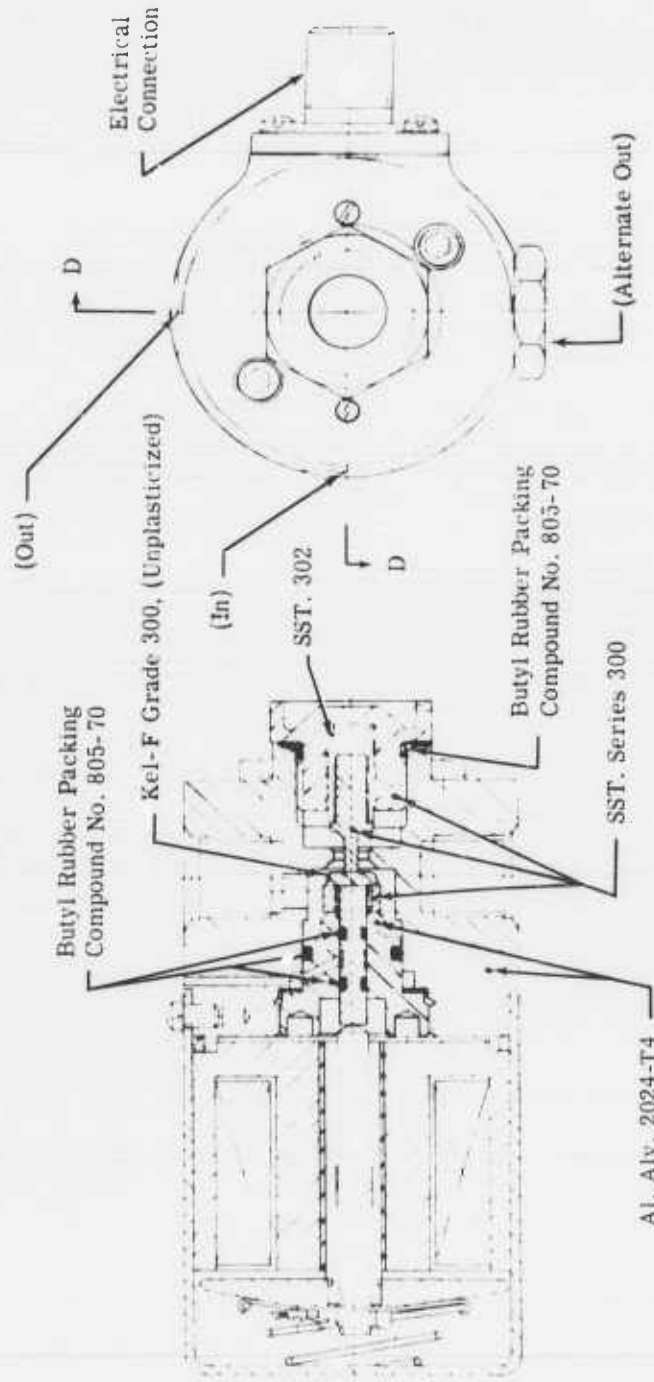 Butyl Rubber Packing
Compound No. 805-70
Kel-F Grade 300, (Unplasticized)
SST. 302
Butyl Rubber Packing
Compound No. 805-70
SST. Series 300
Al. Aly. 2024-T4
(Out)
D
Electrical
Connection
(In)
D
(Alternate Out)